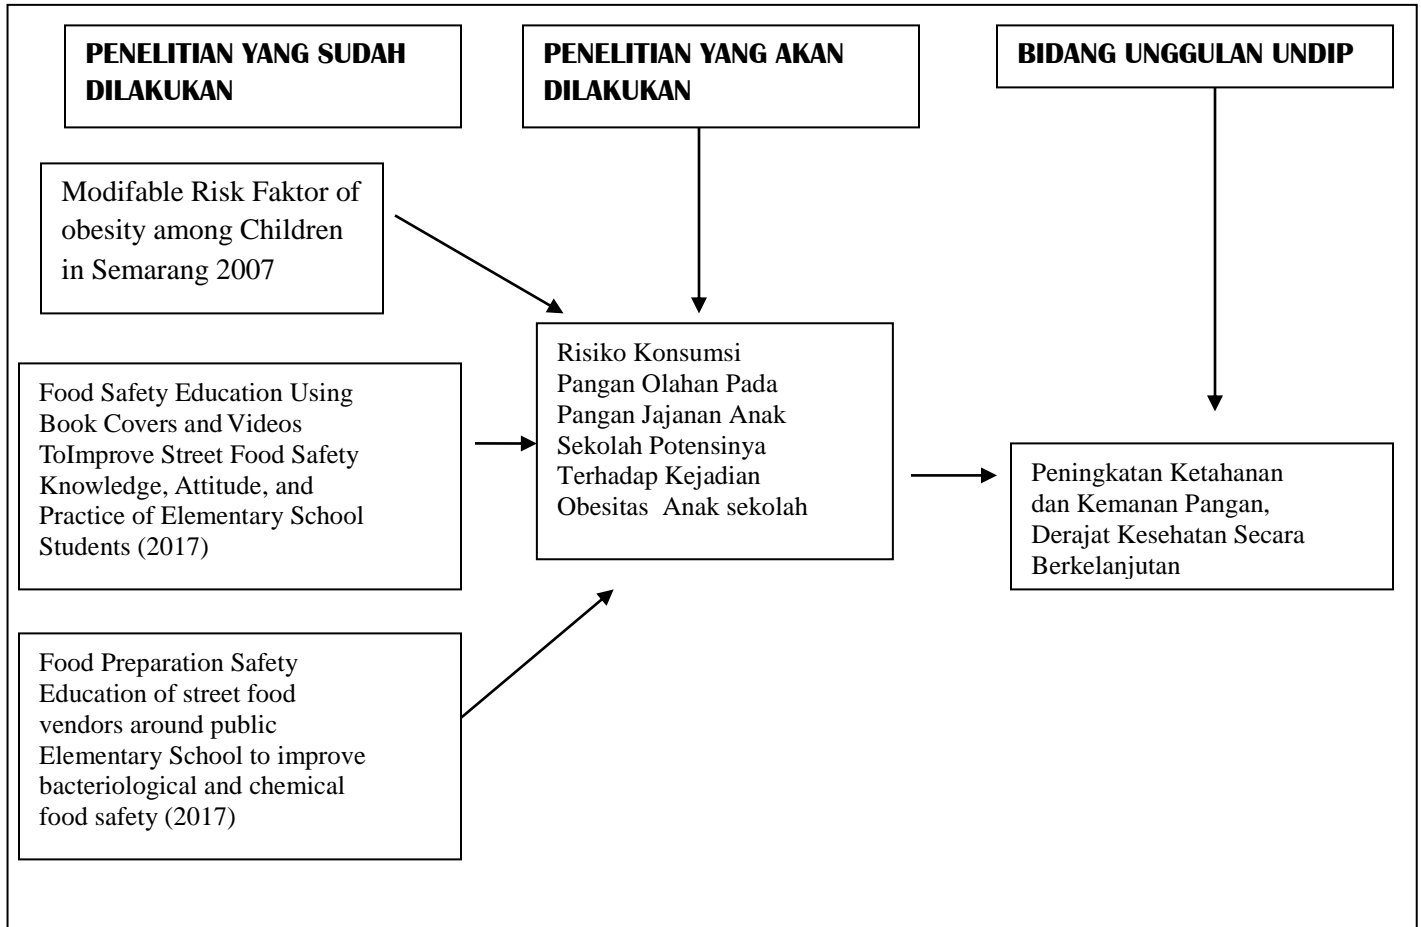 PENELITIAN YANG SUDAH
DILAKUKAN
PENELITIAN YANG AKAN
DILAKUKAN
BIDANG UNGGULAN UNDIP
Modifable Risk Faktor of
obesity among Children
in Semarang 2007
Food Safety Education Using
Book Covers and Videos
ToImprove Street Food Safety
Knowledge, Attitude, and
Practice of Elementary School
Students (2017)
Food Preparation Safety
Education of street food
vendors around public
Elementary School to improve
bacteriological and chemical
food safety (2017)
Risiko Konsumsi
Pangan Olahan Pada
Pangan Jajanan Anak
Sekolah Potensinya
Terhadap Kejadian
Obesitas Anak sekolah
Peningkatan Ketahanan
dan Kemanan Pangan,
Derajat Kesehatan Secara
Berkelanjutan